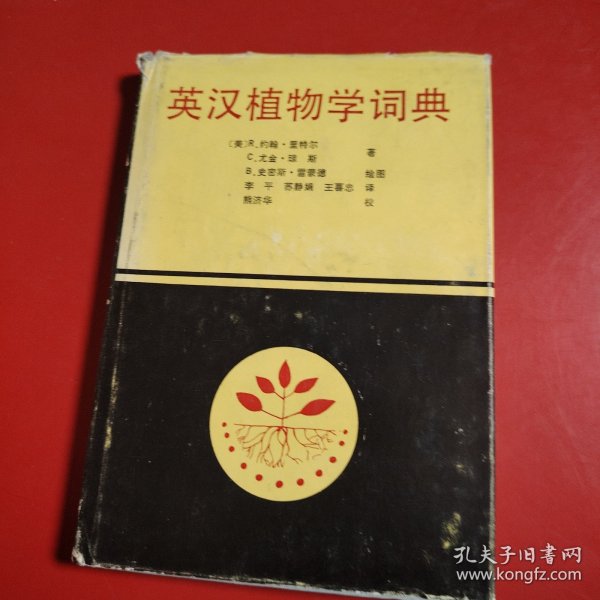 英汉植物学词典
〔美〕R.约翰·里特尔
C.尤金·琼 斯 著
B.史密斯·雷蒙德 绘图
李 平 苏静娟 王喜忠 译
熊济华 校
孔夫子旧书网
www.kongfz.com